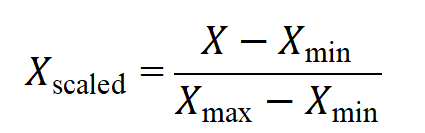 X_scaled = (X − X_min) / (X_max − X_min)